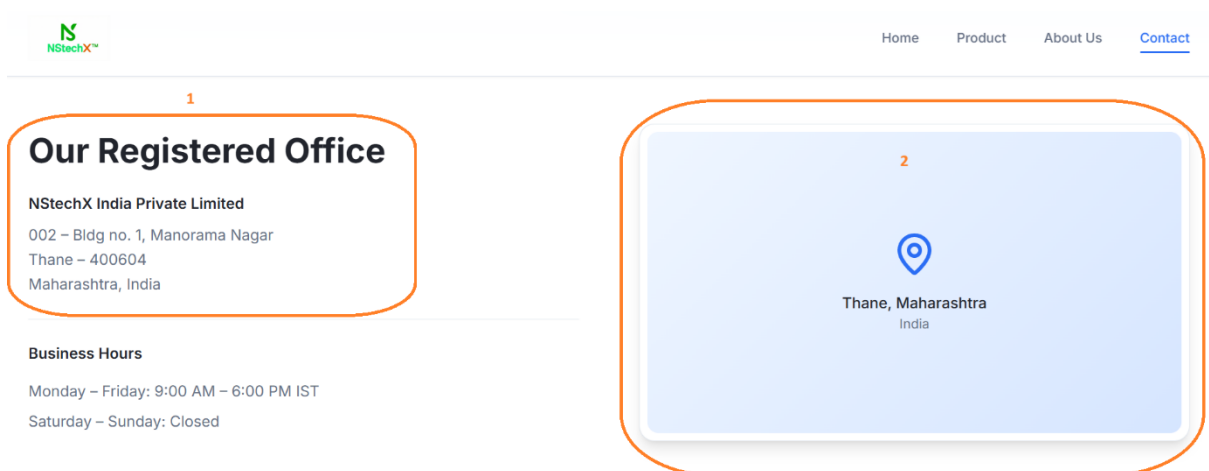 NStechX™
Home Product About Us Contact
1
Our Registered Office
NStechX India Private Limited
002 – Bldg no. 1, Manorama Nagar
Thane – 400604
Maharashtra, India
Business Hours
Monday – Friday: 9:00 AM – 6:00 PM IST
Saturday – Sunday: Closed
2
Thane, Maharashtra
India